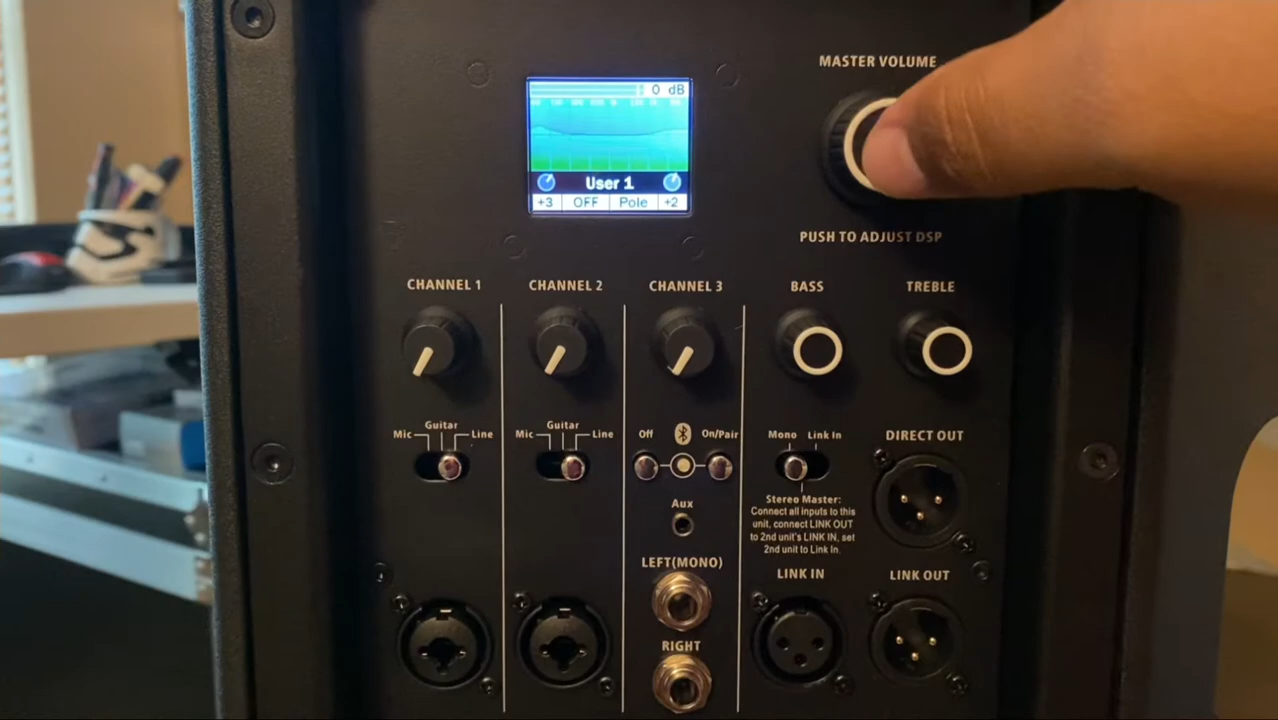 MASTER VOLUME
0 dB
User 1
+3 OFF Pole +2
PUSH TO ADJUST DSP
CHANNEL 1
CHANNEL 2
CHANNEL 3
BASS
TREBLE
Guitar
Mic
Line
Guitar
Mic
Line
Off
On/Pair
Mono
Link In
DIRECT OUT
Aux
Stereo Master:
Connect all inputs to this
unit, connect LINK OUT
to 2nd unit's LINK IN, set
2nd unit to Link In.
LEFT(MONO)
LINK IN
LINK OUT
RIGHT